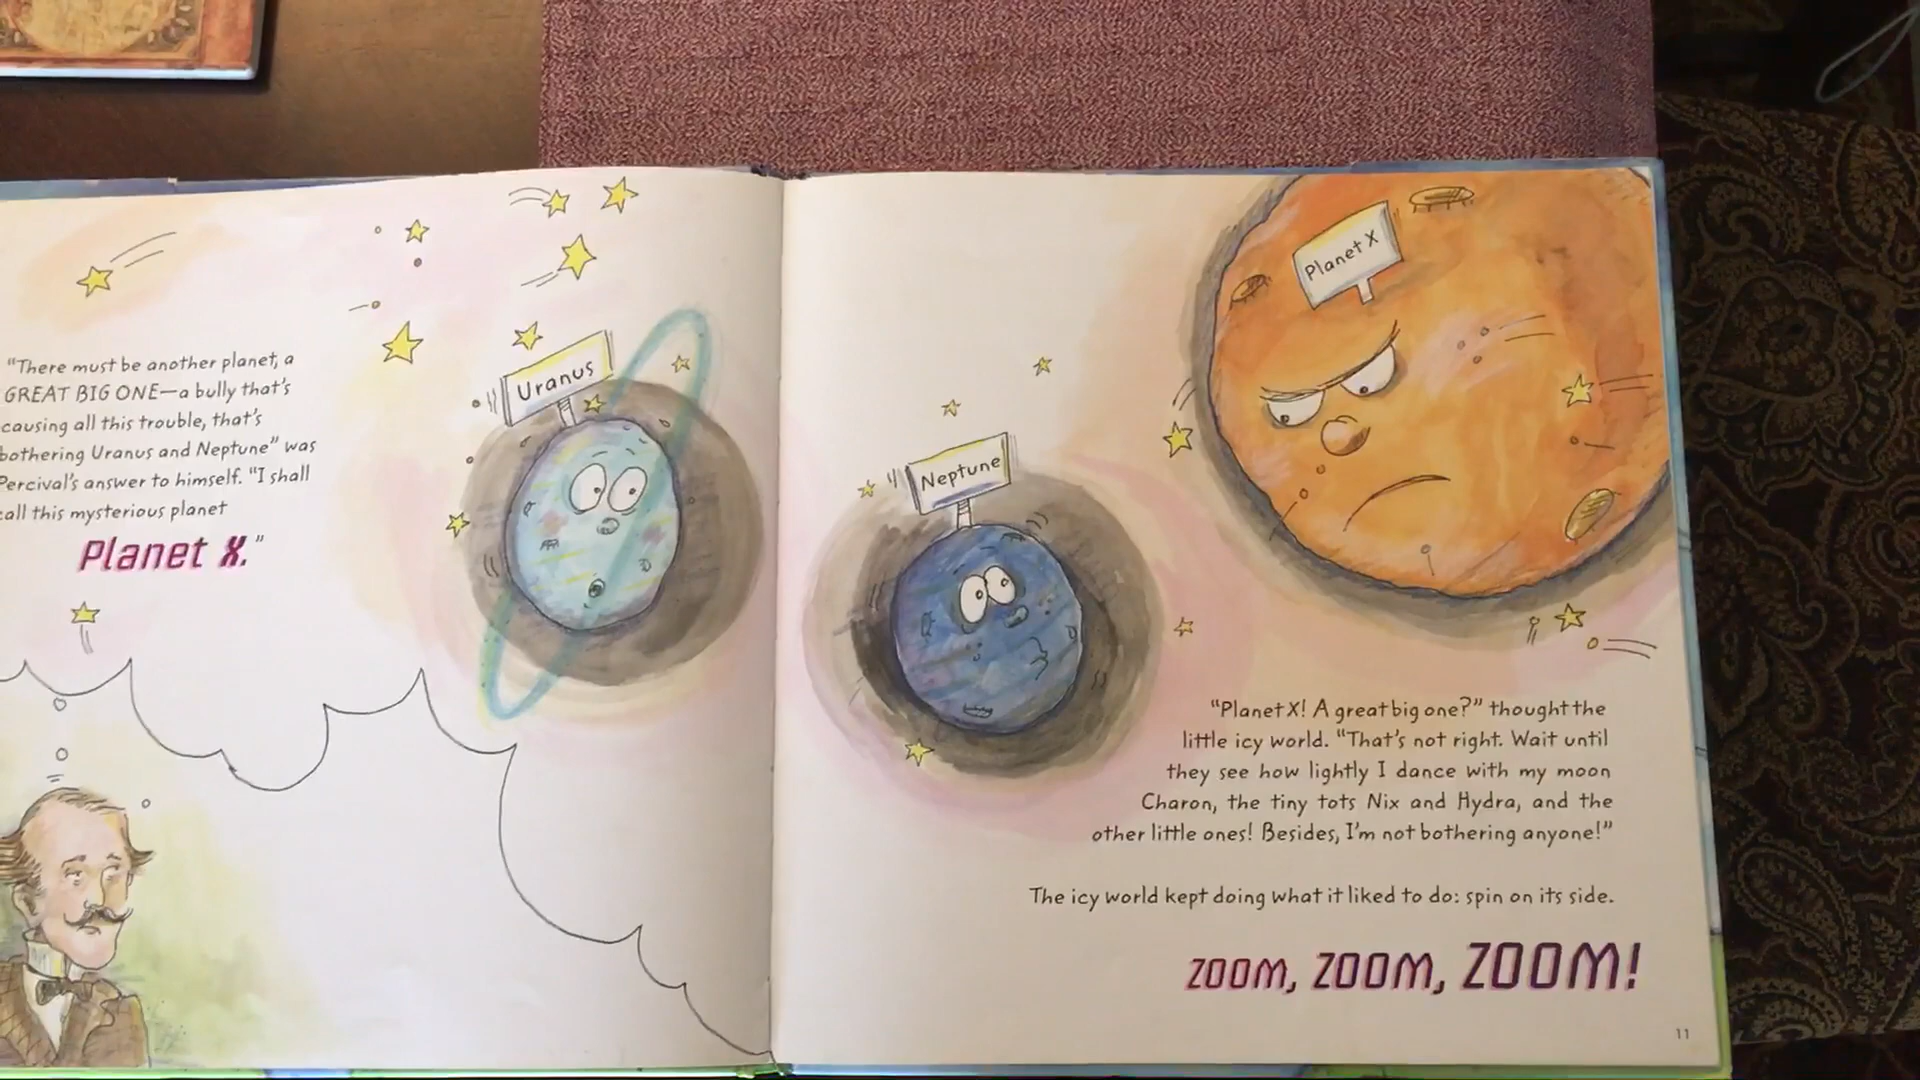 "There must be another planet, a
GREAT BIG ONE—a bully that's
causing all this trouble, that's
bothering Uranus and Neptune" was
Percival's answer to himself. "I shall
call this mysterious planet
Planet X."
Uranus
Neptune
Planet X
"Planet X! A great big one?" thought the
little icy world. "That's not right. Wait until
they see how lightly I dance with my moon
Charon, the tiny tots Nix and Hydra, and the
other little ones! Besides, I'm not bothering anyone!"
The icy world kept doing what it liked to do: spin on its side.
ZOOM, ZOOM, ZOOM!
11